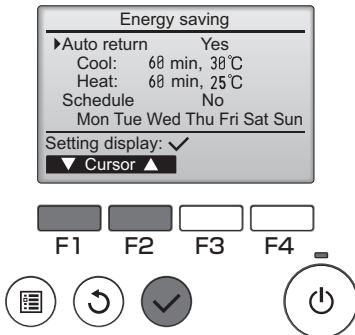 Energy saving
▶Auto return Yes
Cool: 60 min, 30℃
Heat: 60 min, 25℃
Schedule No
Mon Tue Wed Thu Fri Sat Sun
Setting display: ✓
▼ Cursor ▲
F1 F2 F3 F4